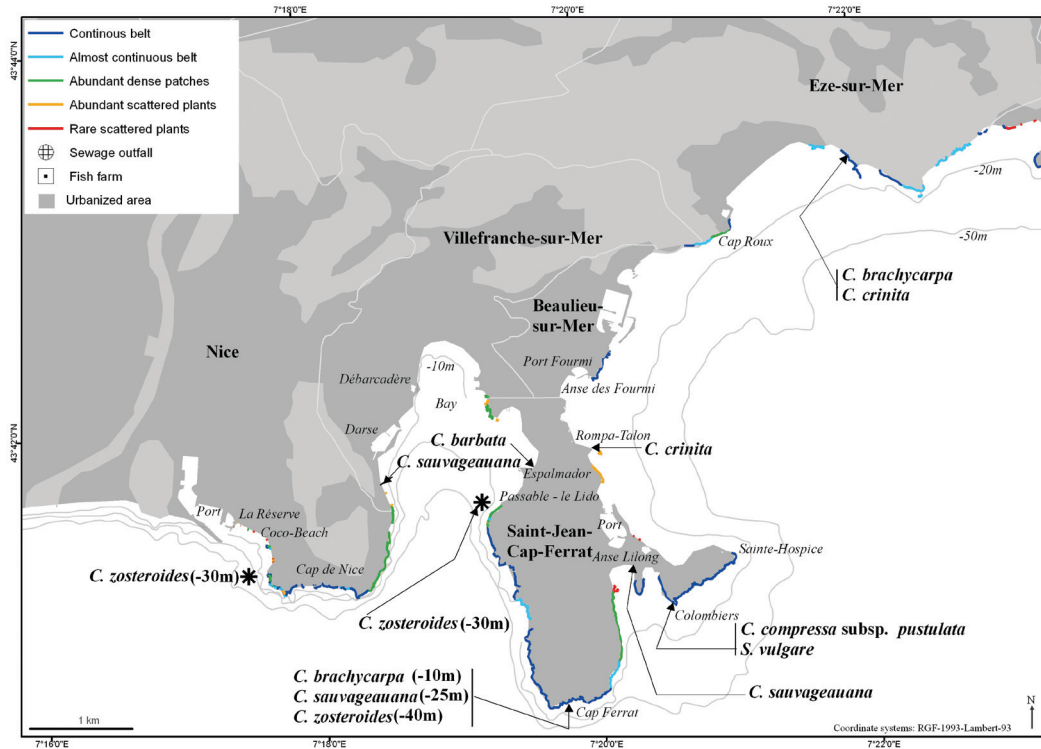 7°18'0"E
7°20'0"E
7°22'0"E
43°44'0"N
Continous belt
Almost continuous belt
Abundant dense patches
Abundant scattered plants
Rare scattered plants
Sewage outfall
Fish farm
Urbanized area
Eze-sur-Mer
-20m
-50m
Villefranche-sur-Mer
Cap Roux
C. brachycarpa
C. crinita
Beaulieu-
sur-Mer
Nice
Port Fourmi
-10m
Débarcadère
Anse des Fourmi
Bay
43°42'0"N
Darse
Rompa-Talon
C. barbata
C. crinita
C. sauvageauana
Espalmador
Passable - le Lido
Port
La Réserve
Coco-Beach
Saint-Jean-
Cap-Ferrat
Port
Anse Lilong
Sainte-Hospice
Cap de Nice
C. zosteroides (-30m)
Colombiers
C. zosteroides (-30m)
C. compressa subsp. pustulata
S. vulgare
C. brachycarpa (-10m)
C. sauvageauana (-25m)
C. zosteroides (-40m)
C. sauvageauana
Cap Ferrat
1 km
N
Coordinate systems: RGF-1993-Lambert-93
7°16'0"E
7°18'0"E
7°20'0"E
7°22'0"E